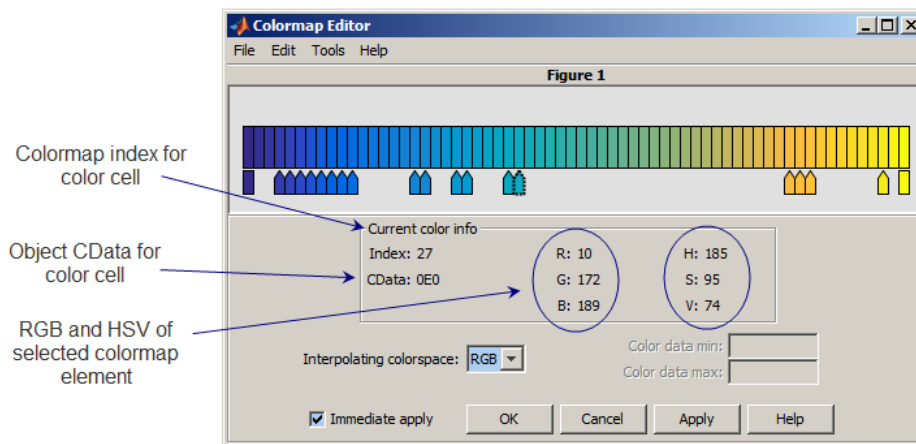 Colormap Editor
File Edit Tools Help
Figure 1
Colormap index for
color cell
Current color info
Index: 27 R: 10 H: 185
Object CData for
color cell
CData: 0E0 G: 172 S: 95
B: 189 V: 74
RGB and HSV of
selected colormap
element
Interpolating colorspace: RGB
Color data min:
Color data max:
Immediate apply OK Cancel Apply Help